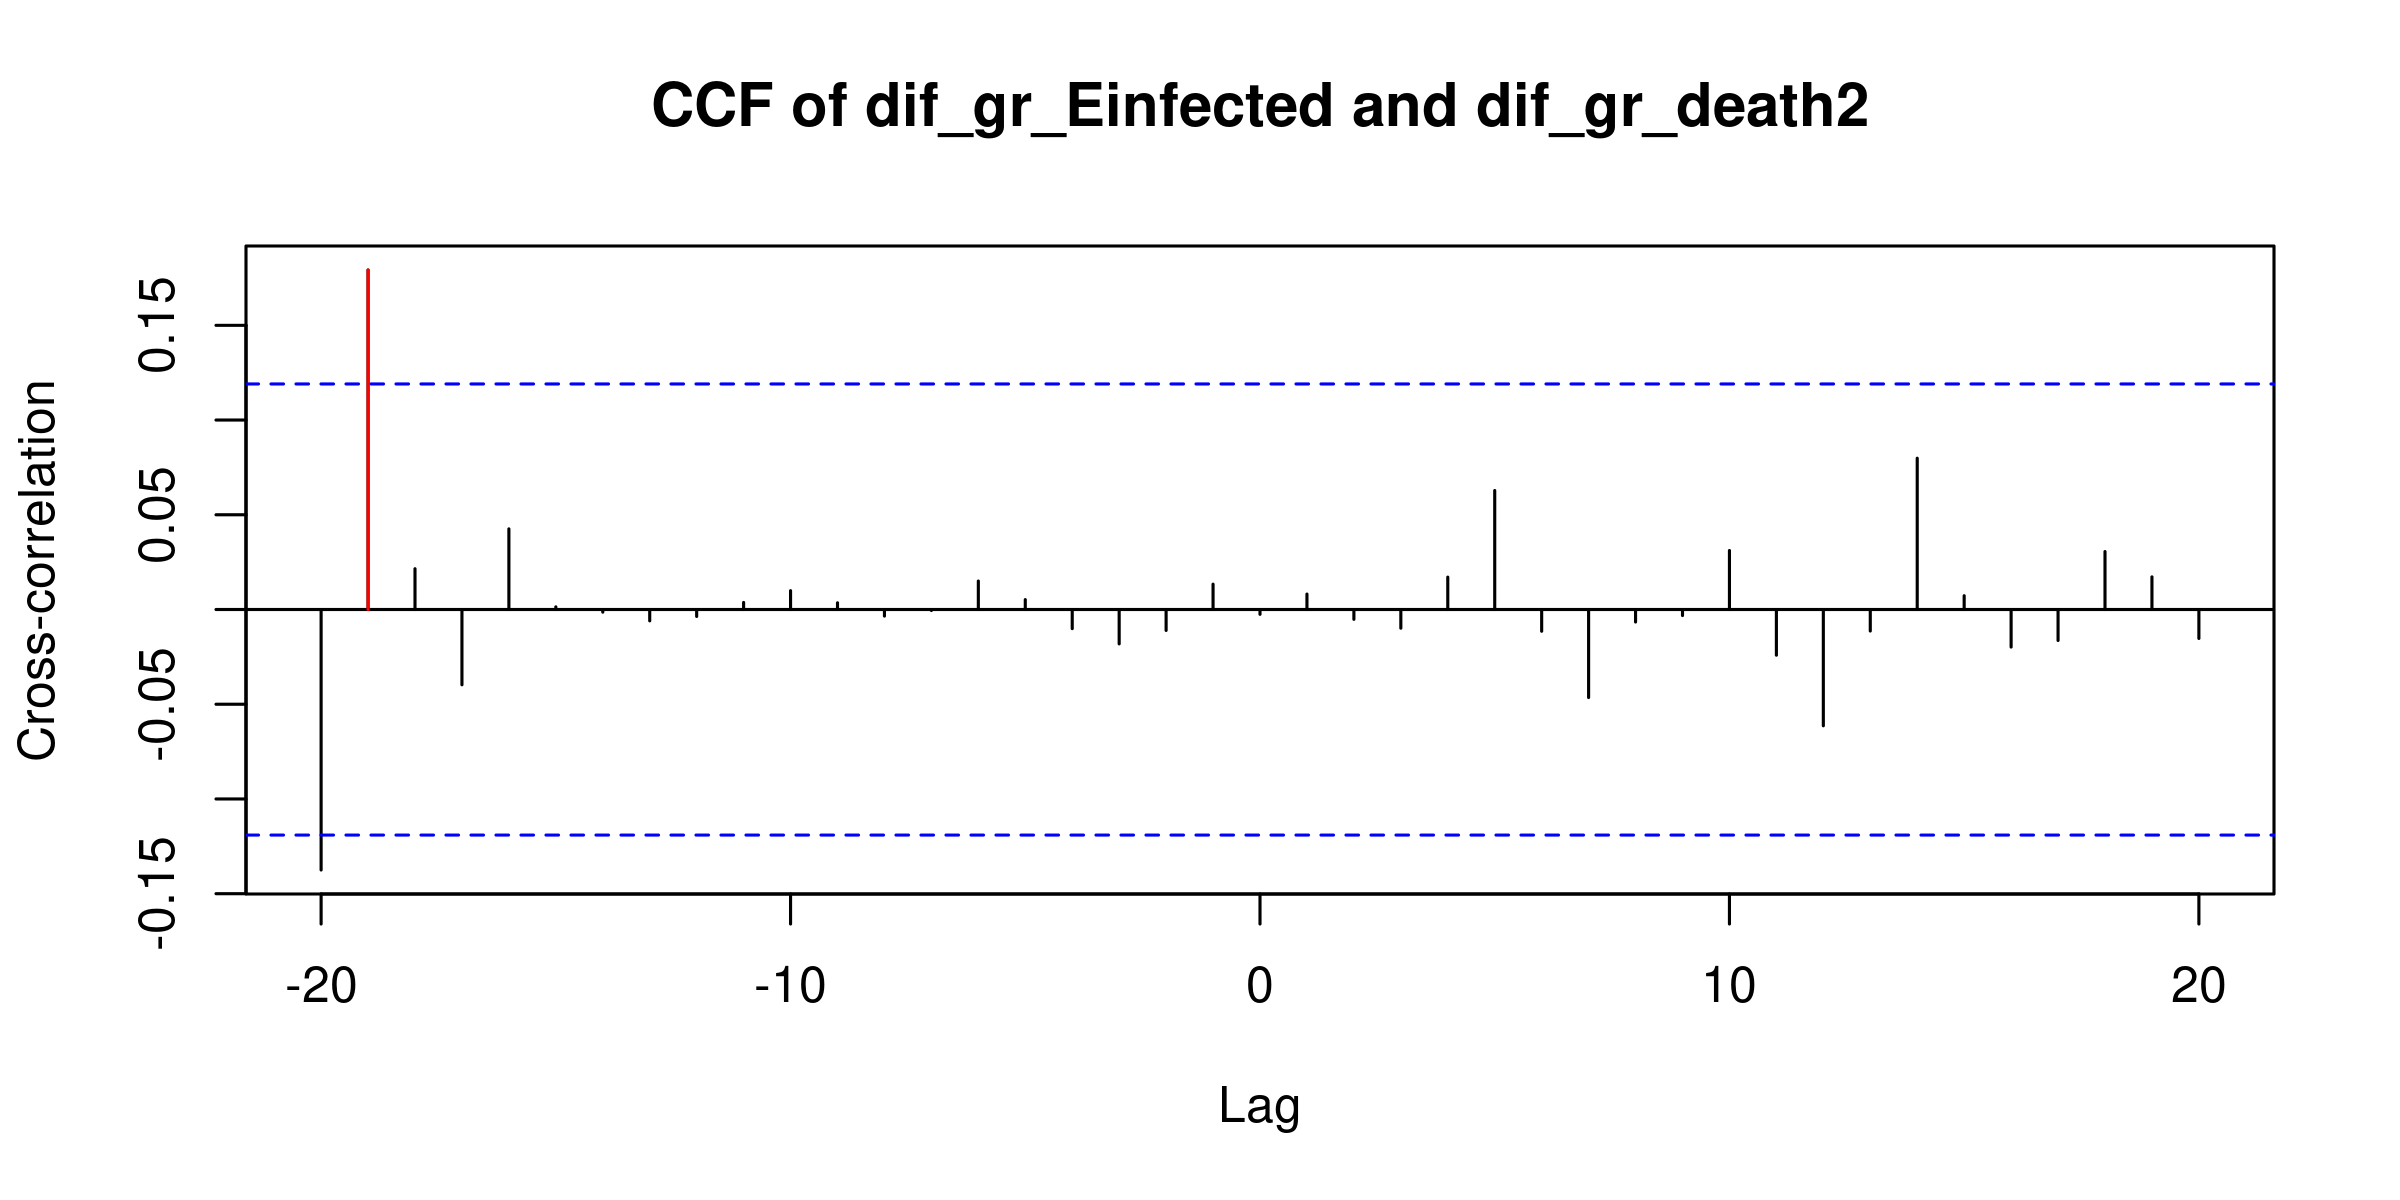 CCF of dif_gr_Einfected and dif_gr_death2
Cross-correlation
0.15
0.05
-0.05
-0.15
-20 -10 0 10 20
Lag